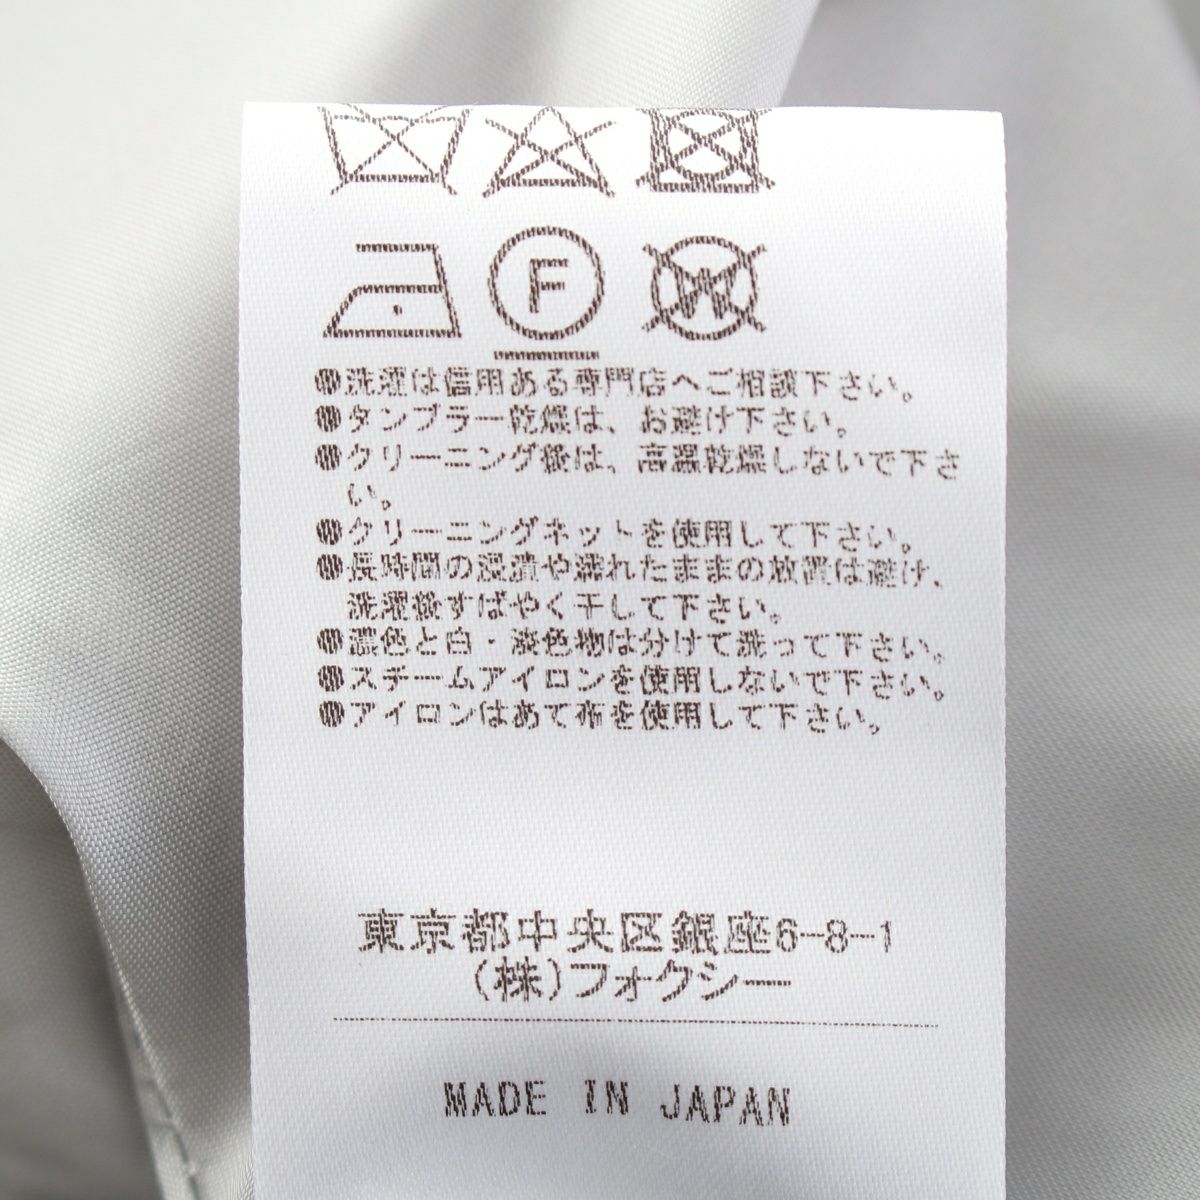 F
W
●洗濯は信用ある専門店へご相談下さい。
●タンブラー乾燥は、お避け下さい。
●クリーニング後は、高温乾燥しないで下さ
い。
●クリーニングネットを使用して下さい。
●長時間の浸漬や濡れたままの放置は避け、
洗濯後すばやく干して下さい。
●濃色と白・淡色物は分けて洗って下さい。
●スチームアイロンを使用しないで下さい。
●アイロンはあて布を使用して下さい。
東京都中央区銀座6-8-1
(株)フォクシー
MADE IN JAPAN